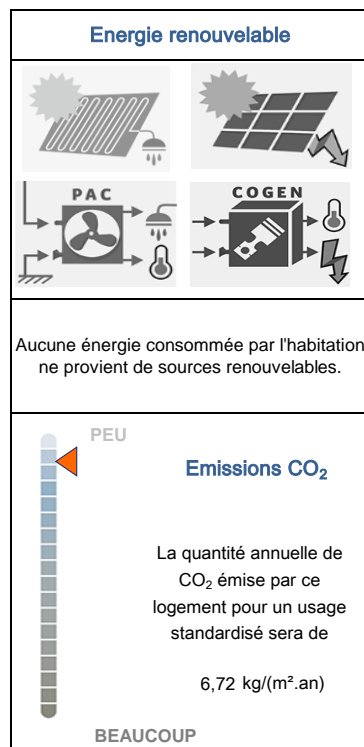 Energie renouvelable
PAC
COGEN
Aucune énergie consommée par l'habitation
ne provient de sources renouvelables.
PEU
Emissions CO₂
La quantité annuelle de
CO₂ émise par ce
logement pour un usage
standardisé sera de
6,72 kg/(m².an)
BEAUCOUP